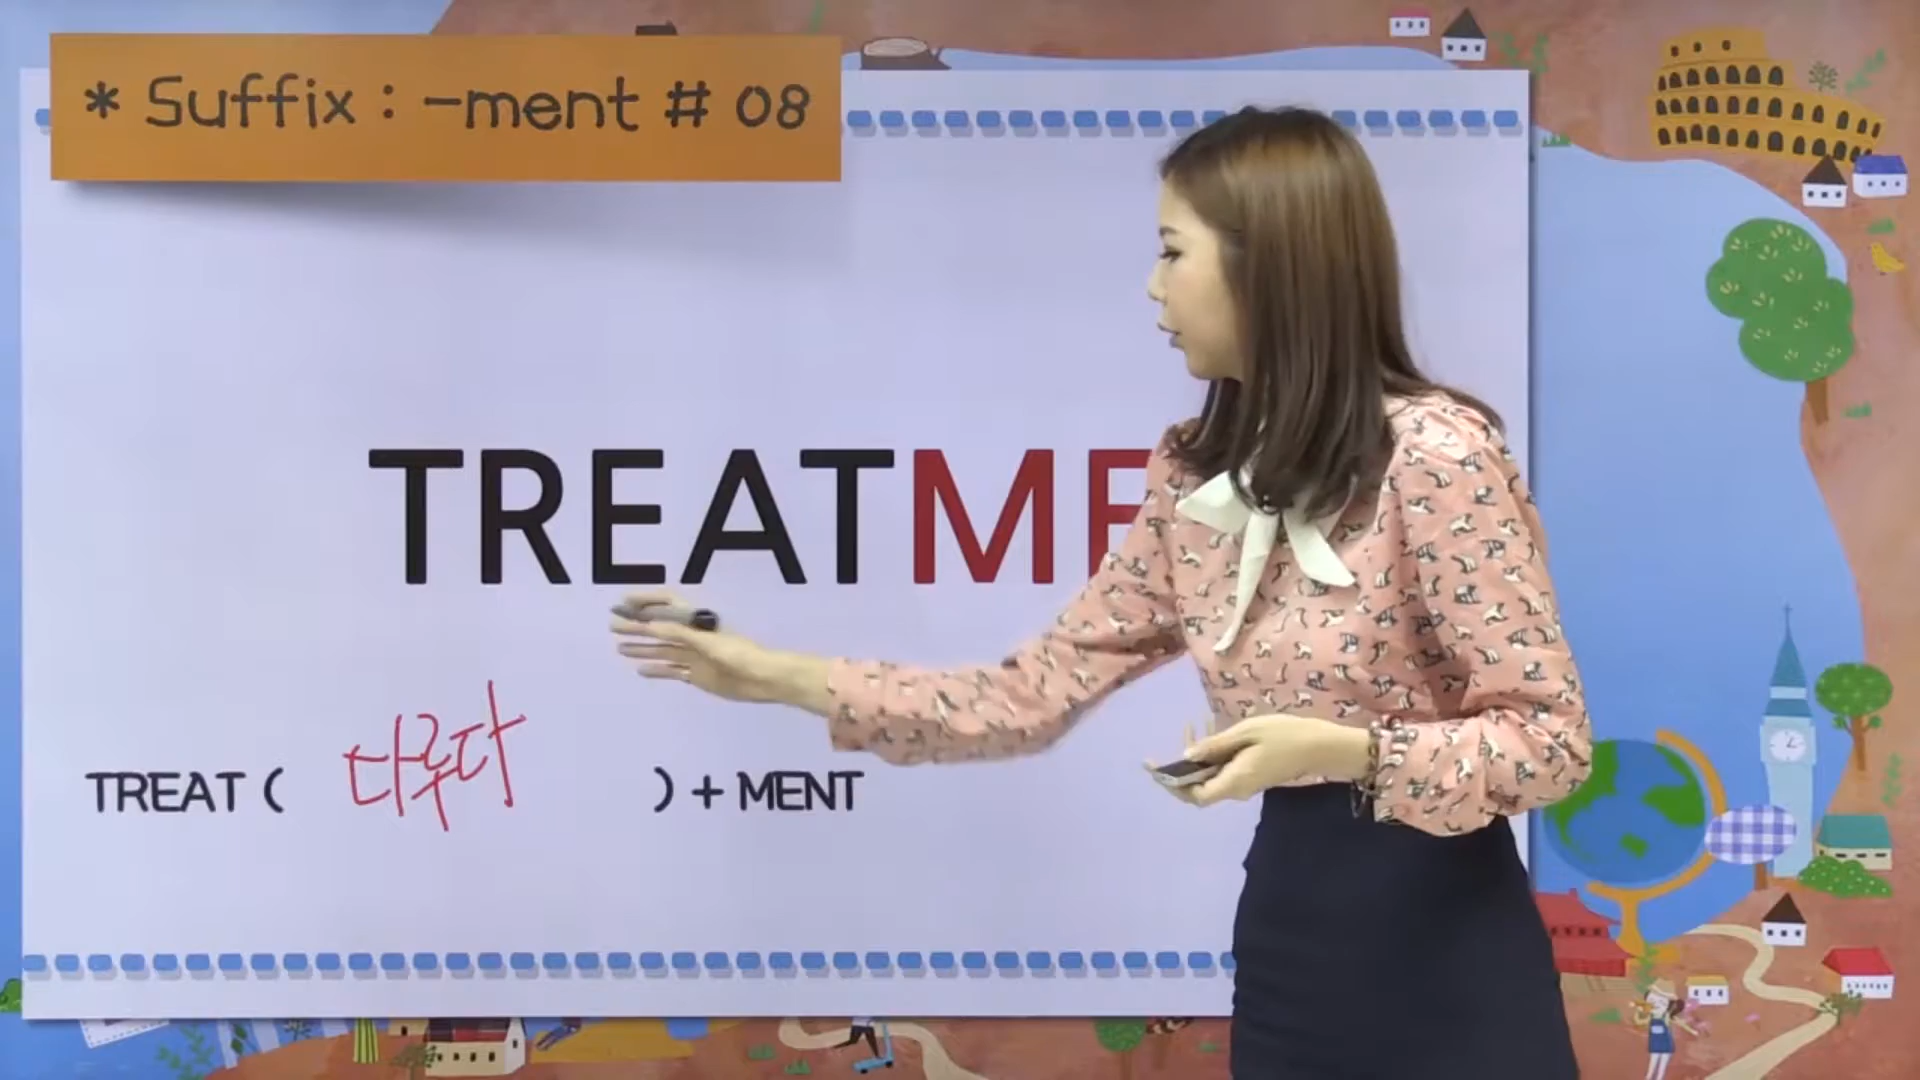 * Suffix : -ment # 08
TREATME
TREAT ( 다루다 ) + MENT